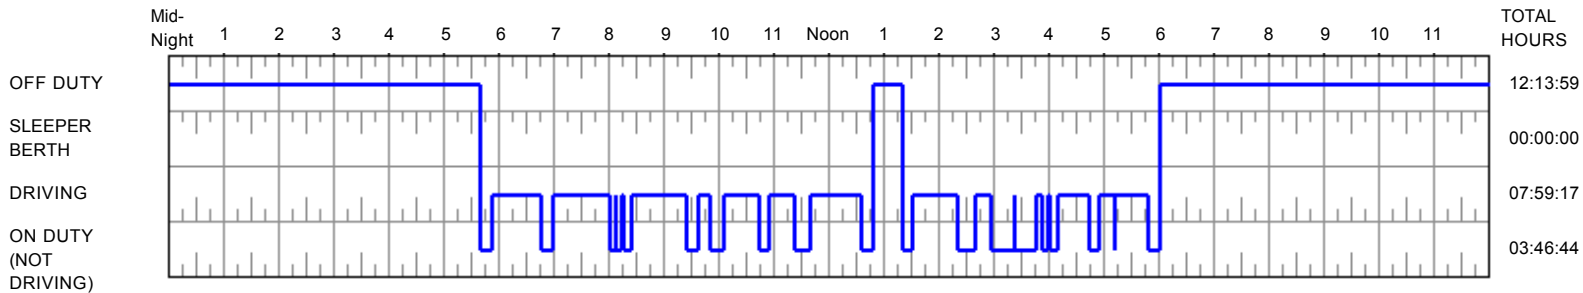 Mid-
Night 1 2 3 4 5 6 7 8 9 10 11 Noon 1 2 3 4 5 6 7 8 9 10 11
TOTAL
HOURS
OFF DUTY 12:13:59
SLEEPER
BERTH 00:00:00
DRIVING 07:59:17
ON DUTY
(NOT
DRIVING) 03:46:44